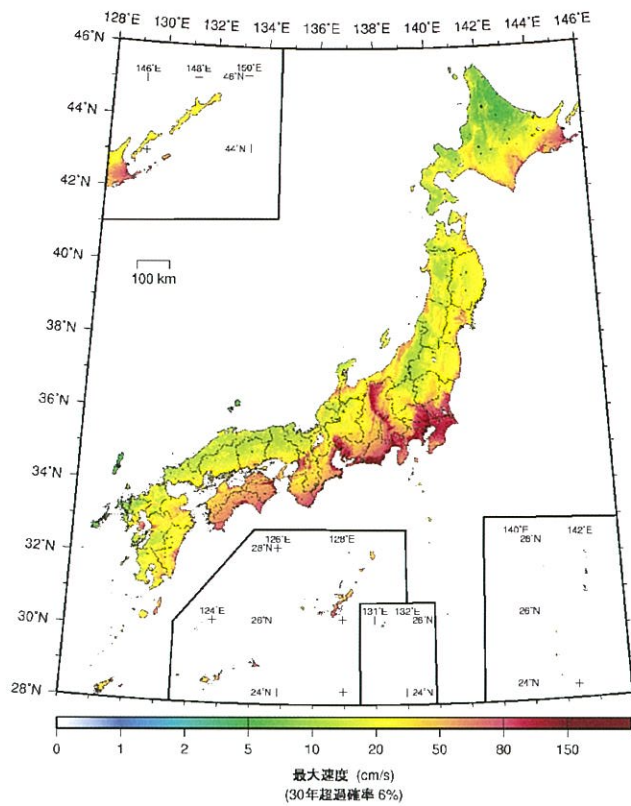 128°E 130°E 132°E 134°E 136°E 138°E 140°E 142°E 144°E 146°E
46°N
146°E 148°E 150°E
46°N
44°N
44°N
42°N
40°N
100 km
38°N
36°N
34°N
32°N
126°E 128°E
28°N
140°E 142°E
26°N
30°N
124°E
26°N
131°E 132°E
26°N
26°N
28°N
24°N
24°N
24°N
0 1 2 5 10 20 50 80 150
最大速度 (cm/s)
(30年超過確率 6%)